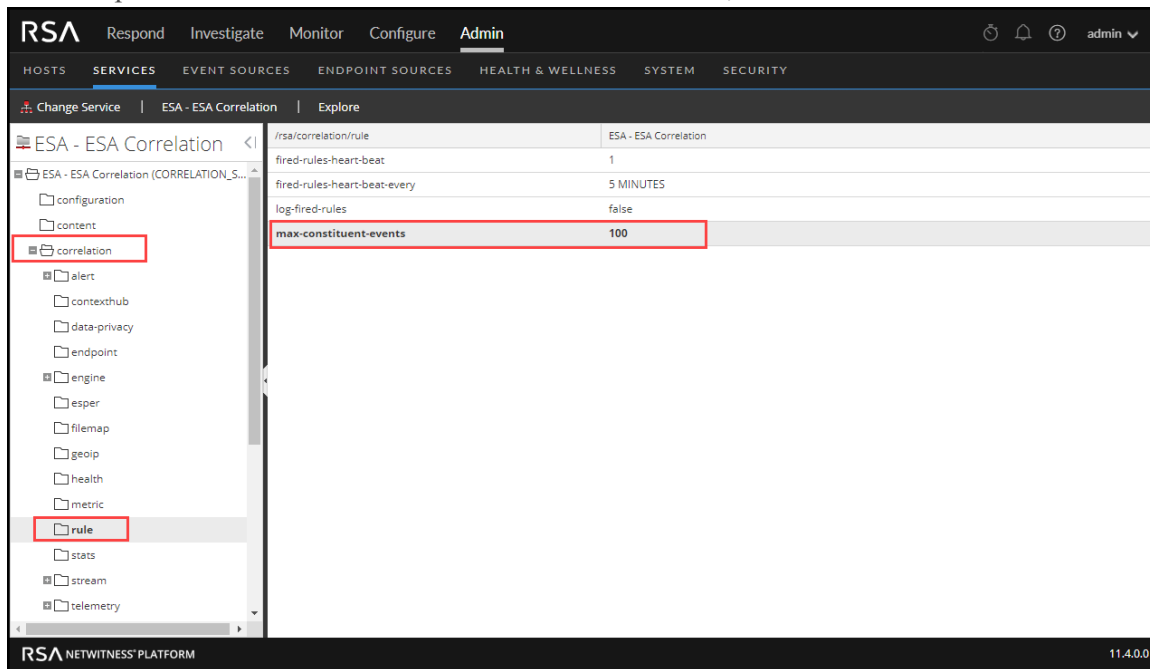 RSA Respond Investigate Monitor Configure Admin admin
HOSTS SERVICES EVENT SOURCES ENDPOINT SOURCES HEALTH & WELLNESS SYSTEM SECURITY
Change Service | ESA - ESA Correlation | Explore
ESA - ESA Correlation
ESA - ESA Correlation (CORRELATION_S...
configuration
content
correlation
alert
contexthub
data-privacy
endpoint
engine
esper
filemap
geoip
health
metric
rule
stats
stream
telemetry
/rsa/correlation/rule ESA - ESA Correlation
fired-rules-heart-beat 1
fired-rules-heart-beat-every 5 MINUTES
log-fired-rules false
max-constituent-events 100
RSA NETWITNESS® PLATFORM 11.4.0.0